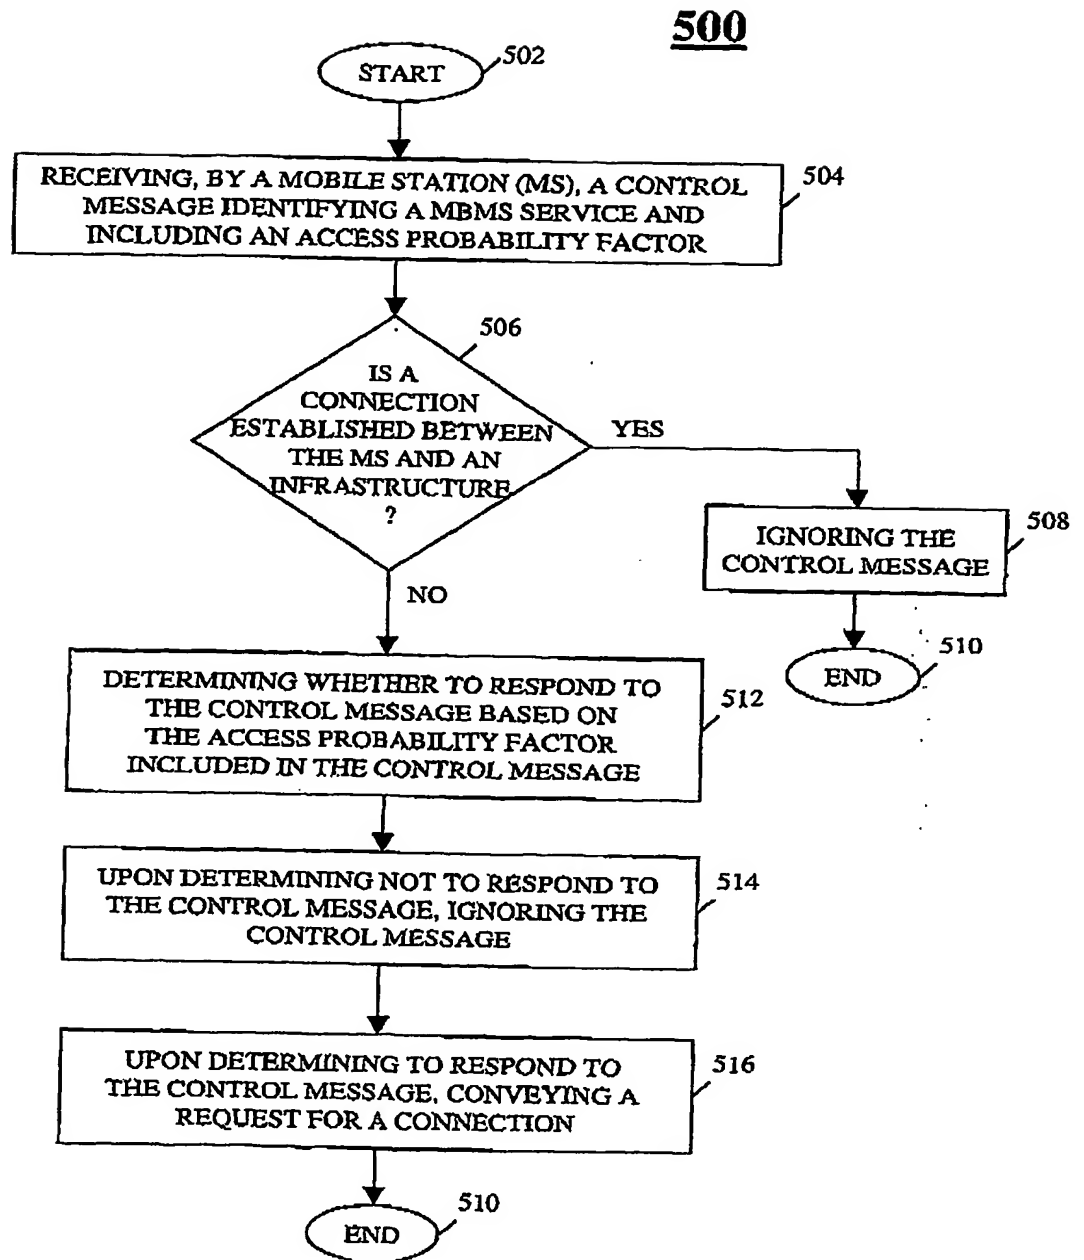 500
START
502
RECEIVING, BY A MOBILE STATION (MS), A CONTROL
MESSAGE IDENTIFYING A MBMS SERVICE AND
INCLUDING AN ACCESS PROBABILITY FACTOR
504
506
IS A
CONNECTION
ESTABLISHED BETWEEN
THE MS AND AN
INFRASTRUCTURE
?
YES
IGNORING THE
CONTROL MESSAGE
508
END
510
NO
DETERMINING WHETHER TO RESPOND TO
THE CONTROL MESSAGE BASED ON
THE ACCESS PROBABILITY FACTOR
INCLUDED IN THE CONTROL MESSAGE
512
UPON DETERMINING NOT TO RESPOND TO
THE CONTROL MESSAGE, IGNORING THE
CONTROL MESSAGE
514
UPON DETERMINING TO RESPOND TO
THE CONTROL MESSAGE, CONVEYING A
REQUEST FOR A CONNECTION
516
END
510